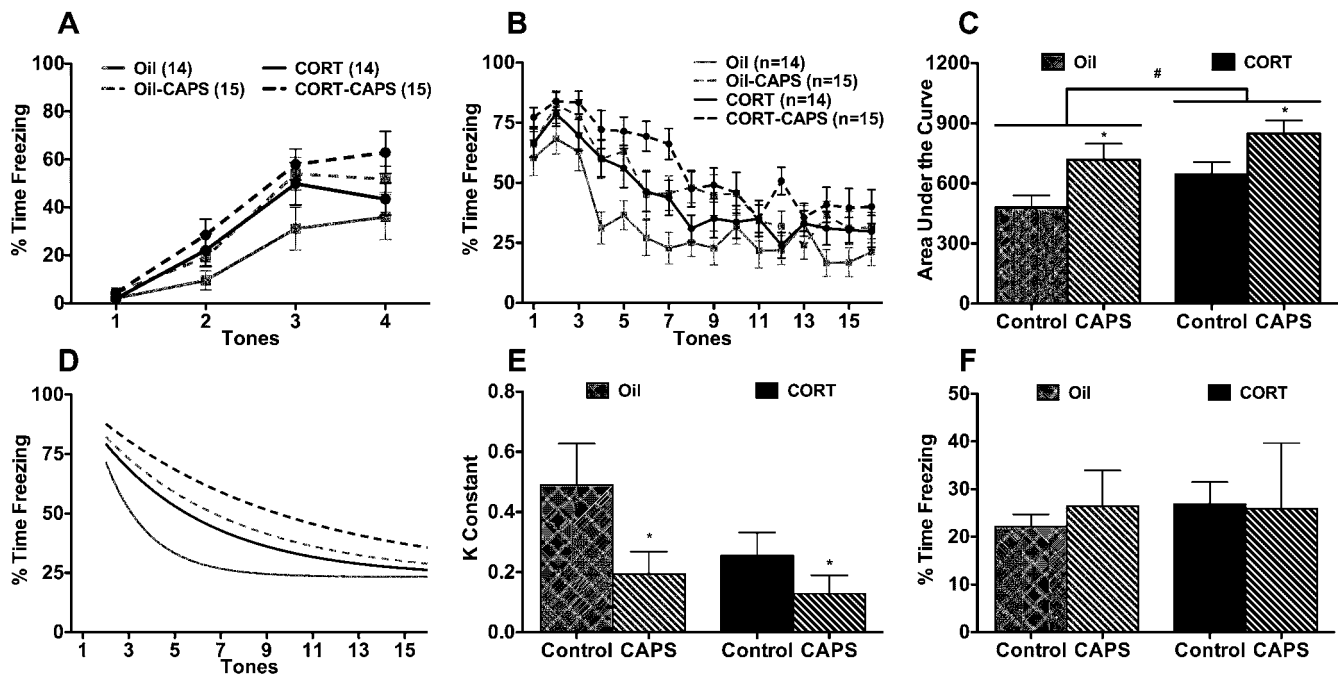 A
% Time Freezing
100
80
60
40
20
0
Oil (14)
Oil-CAPS (15)
CORT (14)
CORT-CAPS (15)
1 2 3 4
Tones
B
% Time Freezing
100
75
50
25
0
Oil (n=14)
Oil-CAPS (n=15)
CORT (n=14)
CORT-CAPS (n=15)
1 3 5 7 9 11 13 15
Tones
C
Area Under the Curve
1200
900
600
300
0
Oil CORT
#
* *
Control CAPS Control CAPS
D
% Time Freezing
100
75
50
25
0
1 3 5 7 9 11 13 15
Tones
E
K Constant
0.8
0.6
0.4
0.2
0.0
Oil CORT
* *
Control CAPS Control CAPS
F
% Time Freezing
50
40
30
20
10
0
Oil CORT
Control CAPS Control CAPS